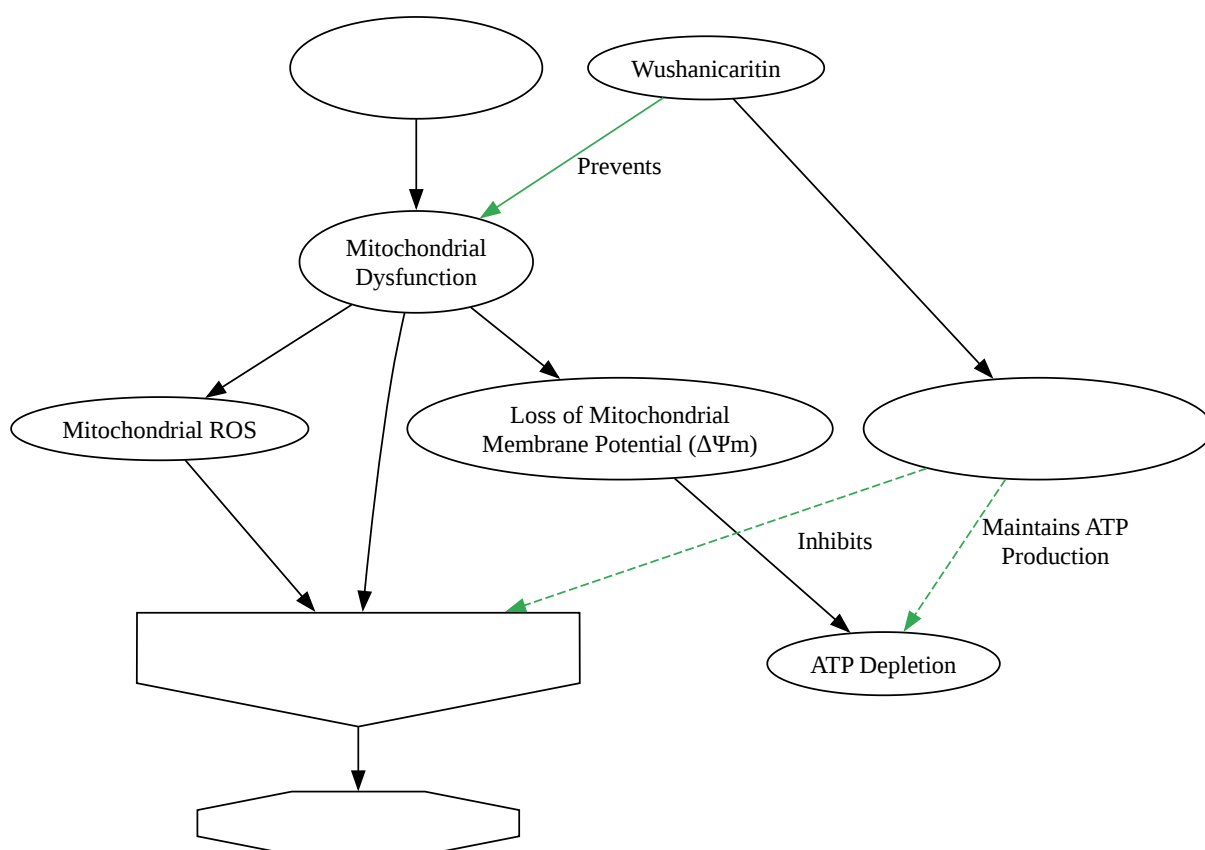 Wushanicaritin
Prevents
Mitochondrial
Dysfunction
Mitochondrial ROS
Loss of Mitochondrial
Membrane Potential (ΔΨm)
Inhibits
Maintains ATP
Production
ATP Depletion